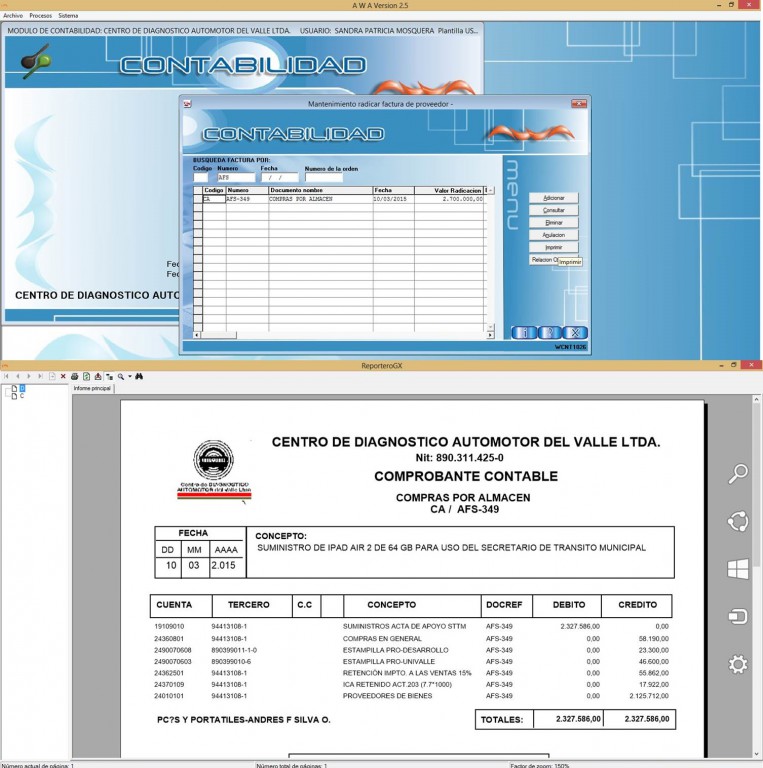 A W A Version 2.5
Archivo Procesos Sistema
MODULO DE CONTABILIDAD: CENTRO DE DIAGNOSTICO AUTOMOTOR DEL VALLE LTDA. USUARIO: SANDRA PATRICIA MOSQUERA Plantilla US...
CONTABILIDAD
Mantenimiento radicar factura de proveedor -
CONTABILIDAD
menu
BUSQUEDA FACTURA POR:
Codigo Numero Fecha Numero de la orden
AFS / /
Codigo Numero Documento nombre Fecha Valor Radicacion
CA AFS-349 COMPRAS POR ALMACEN 10/03/2015 2.700.000,00
Adicionar
Consultar
Eliminar
Anulacion
Imprimir
Relacion O
Imprimir
Fec
Fec
CENTRO DE DIAGNOSTICO AUTO
WCNT1026
ReporteroGX
Informe principal
C
CENTRO DE DIAGNOSTICO AUTOMOTOR DEL VALLE LTDA.
Nit: 890.311.425-0
COMPROBANTE CONTABLE
Centro de DIAGNOSTICO
AUTOMOTOR del Valle Ltda
COMPRAS POR ALMACEN
CA / AFS-349
FECHA
DD MM AAAA
10 03 2.015
CONCEPTO:
SUMINISTRO DE IPAD AIR 2 DE 64 GB PARA USO DEL SECRETARIO DE TRANSITO MUNICIPAL
CUENTA TERCERO C.C CONCEPTO DOCREF DEBITO CREDITO
19109010 94413108-1 SUMINISTROS ACTA DE APOYO STTM AFS-349 2.327.586,00 0,00
24360801 94413108-1 COMPRAS EN GENERAL AFS-349 0,00 58.190,00
2490070608 890399011-1-0 ESTAMPILLA PRO-DESARROLLO AFS-349 0,00 23.300,00
2490070603 890399010-6 ESTAMPILLA PRO-UNIVALLE AFS-349 0,00 46.600,00
24362501 94413108-1 RETENCIÓN IMPTO. A LAS VENTAS 15% AFS-349 0,00 55.862,00
24370109 94413108-1 ICA RETENIDO ACT.203 (7.7*1000) AFS-349 0,00 17.922,00
24010101 94413108-1 PROVEEDORES DE BIENES AFS-349 0,00 2.125.712,00
PC?S Y PORTATILES-ANDRES F SILVA O. TOTALES: 2.327.586,00 2.327.586,00
Número actual de página: 1 Número total de páginas: 1 Factor de zoom: 150%